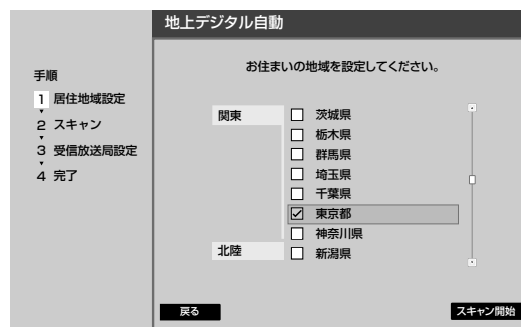 地上デジタル自動
手順
1 居住地域設定
2 スキャン
3 受信放送局設定
4 完了
お住まいの地域を設定してください。
関東
茨城県
栃木県
群馬県
埼玉県
千葉県
東京都
神奈川県
北陸
新潟県
戻る
スキャン開始